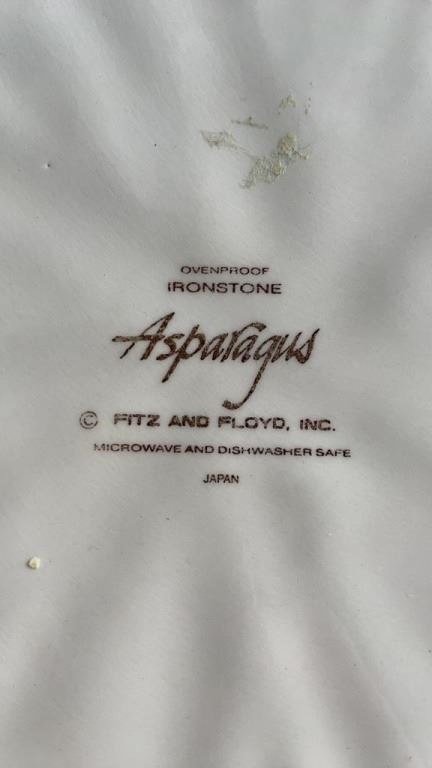 OVENPROOF
IRONSTONE
Asparagus
© FITZ AND FLOYD, INC.
MICROWAVE AND DISHWASHER SAFE
JAPAN